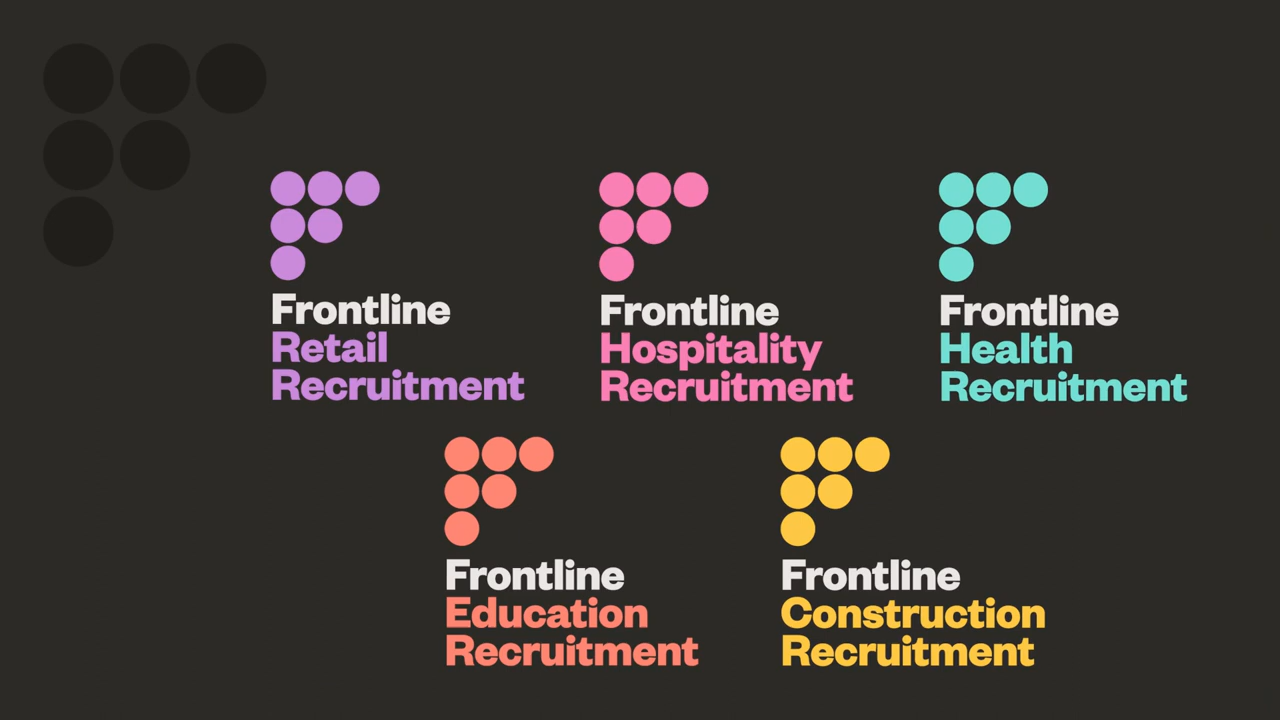 Frontline
Retail
Recruitment
Frontline
Hospitality
Recruitment
Frontline
Health
Recruitment
Frontline
Education
Recruitment
Frontline
Construction
Recruitment